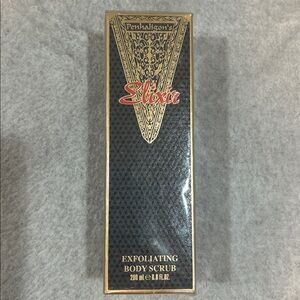 Penhaligon's
Elixir
EXFOLIATING
BODY SCRUB
200 ml e 6.8 FL.OZ.